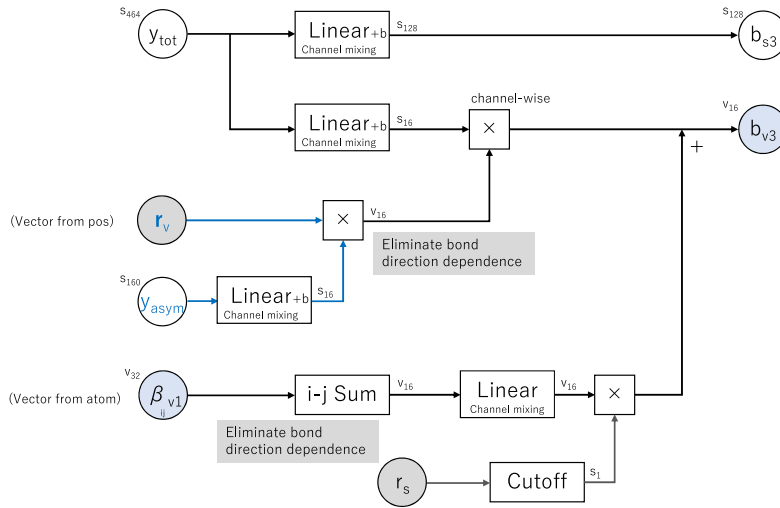 s464
ytot
Linear+b
Channel mixing
s128
s128
bs3
Linear+b
Channel mixing
s16
channel-wise
×
v16
bv3
+
(Vector from pos)
rv
×
v16
Eliminate bond
direction dependence
s160
yasym
Linear+b
Channel mixing
s16
(Vector from atom)
v32
βij v1
i-j Sum
v16
Linear
Channel mixing
v16
×
Eliminate bond
direction dependence
rs
Cutoff
s1